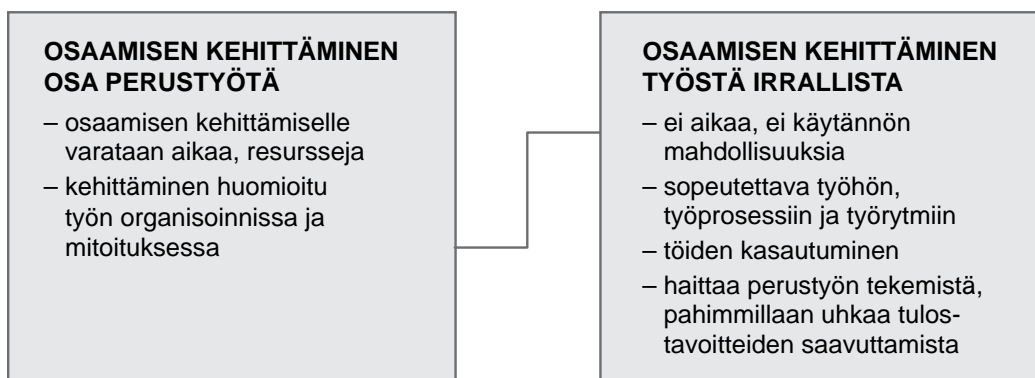 OSAAMISEN KEHITTÄMINEN
OSA PERUSTYÖTÄ
– osaamisen kehittämiselle
varataan aikaa, resursseja
– kehittäminen huomioitu
työn organisoinnissa ja
mitoituksessa
OSAAMISEN KEHITTÄMINEN
TYÖSTÄ IRRALLISTA
– ei aikaa, ei käytännön
mahdollisuuksia
– sopeutettava työhön,
työprosessiin ja työrytmiin
– töiden kasautuminen
– haittaa perustyön tekemistä,
pahimmillaan uhkaa tulos-
tavoitteiden saavuttamista